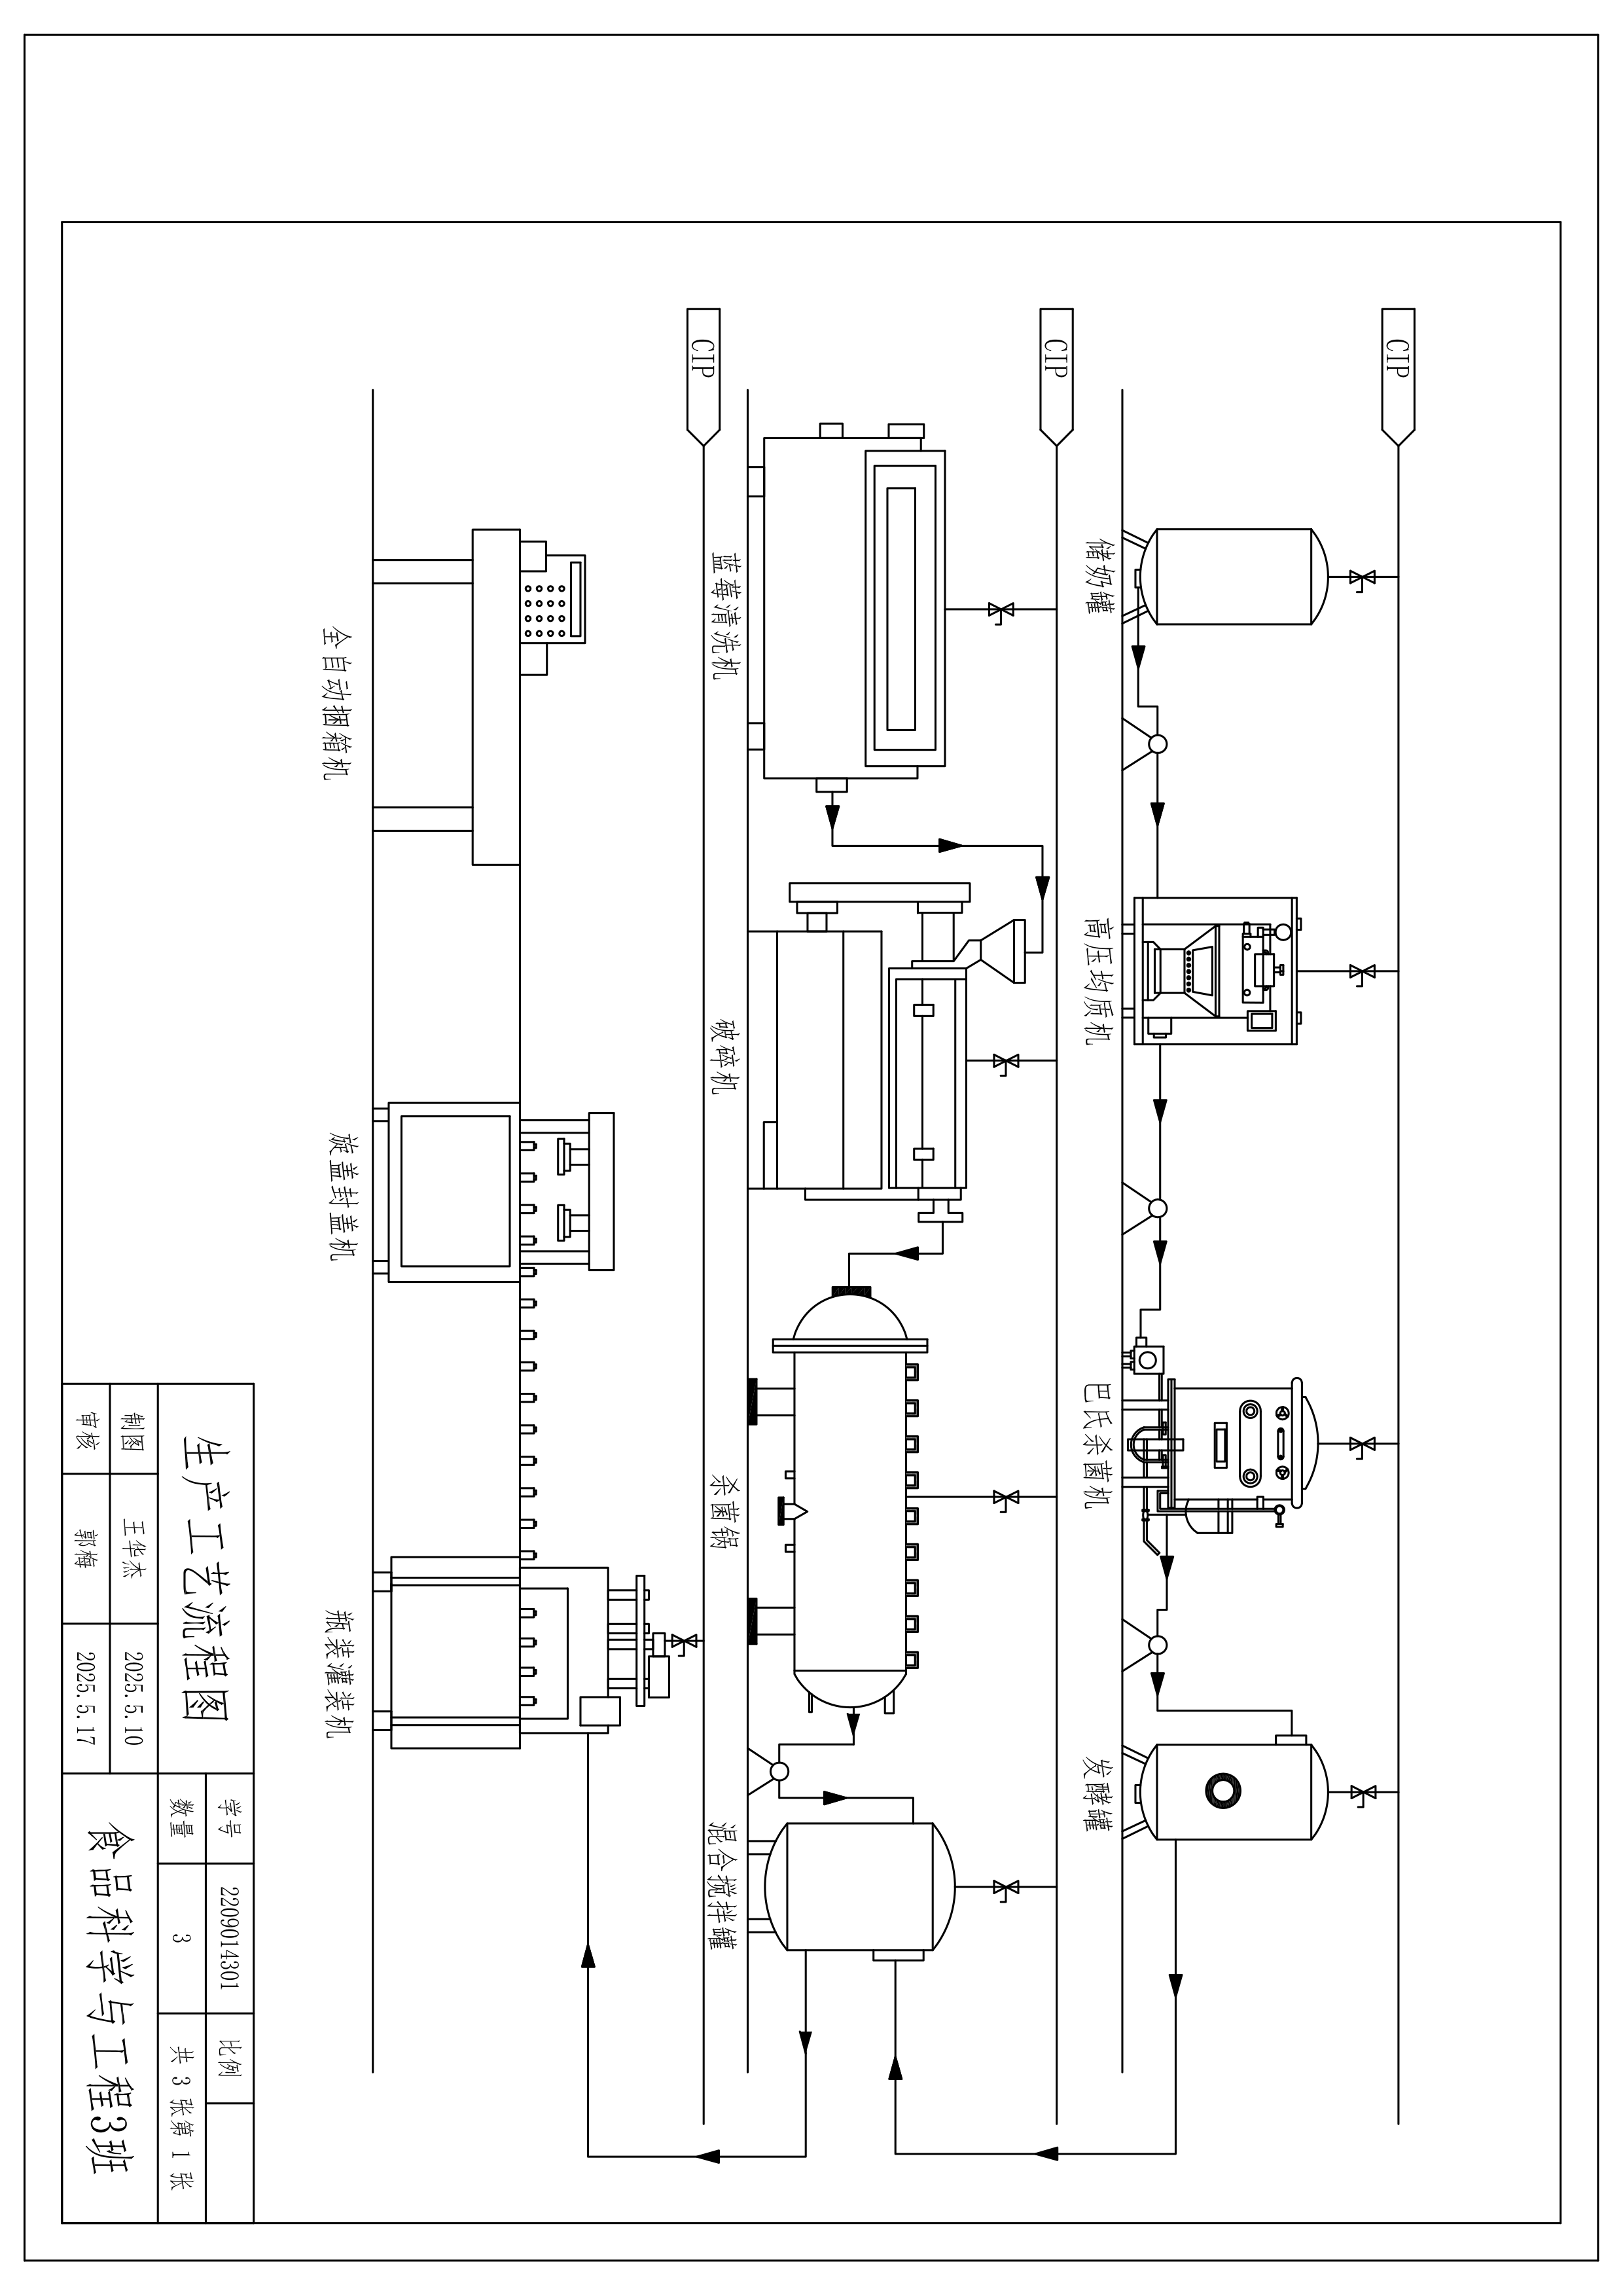 CIP
储奶罐
高压均质机
巴氏杀菌机
发酵罐
CIP
蓝莓清洗机
破碎机
杀菌锅
混合搅拌罐
CIP
全自动捆箱机
旋盖封盖机
瓶装灌装机
生产工艺流程图
学号 2209014301 比例
数量 3 共 3 张第 1 张
制图 王华杰 2025.5.10
审核 郭梅 2025.5.17
食品科学与工程3班